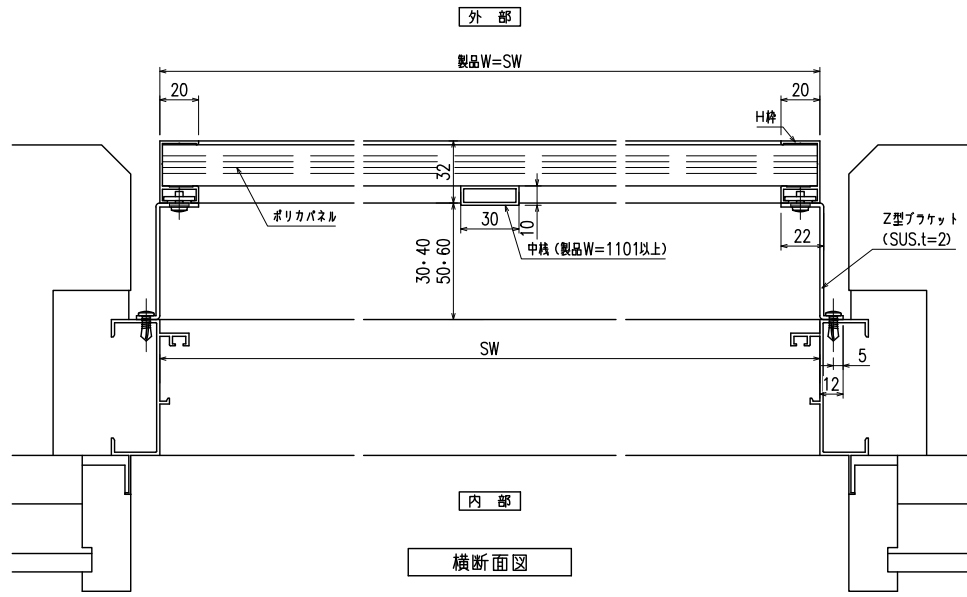 外 部
製品W=SW
20
20
H枠
32
ポリカパネル
30
10
中桟（製品W=1101以上）
22
Z型ブラケット
(SUS.t=2)
30・40
50・60
SW
5
12
内 部
横断面図